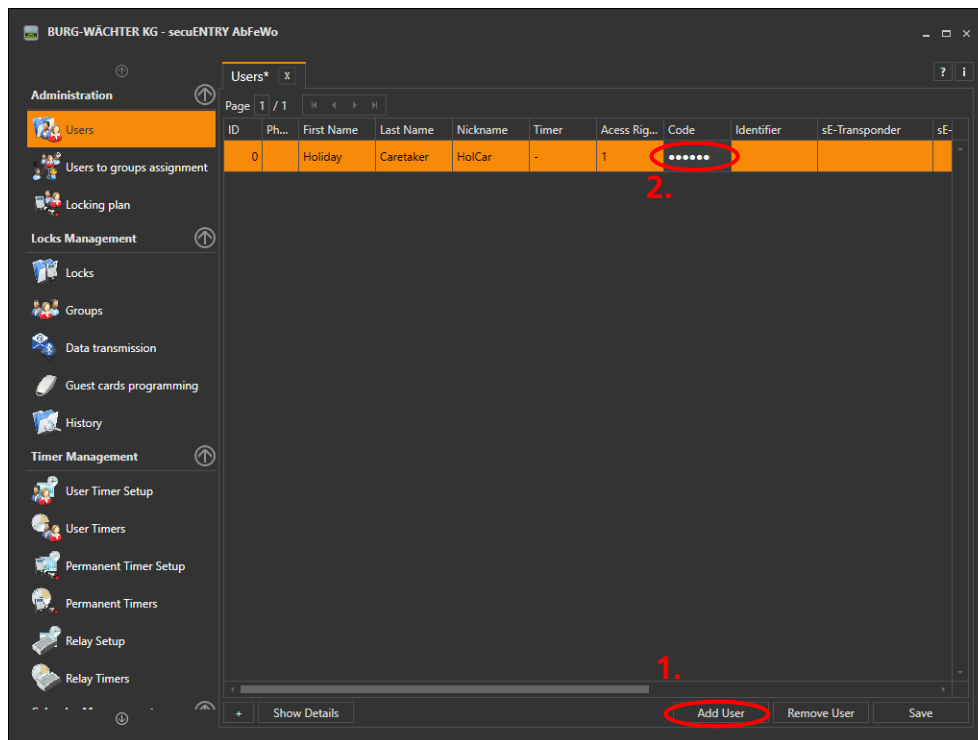 BURG-WÄCHTER KG - secuENTRY AbFeWo
Users* X
? i
Administration
Page 1 / 1
Users
ID Ph... First Name Last Name Nickname Timer Acess Rig... Code Identifier sE-Transponder sE-
0 Holiday Caretaker HolCar - 1 ••••••
2.
Users to groups assignment
Locking plan
Locks Management
Locks
Groups
Data transmission
Guest cards programming
History
Timer Management
User Timer Setup
User Timers
Permanent Timer Setup
Permanent Timers
Relay Setup
Relay Timers
1.
+ Show Details Add User Remove User Save